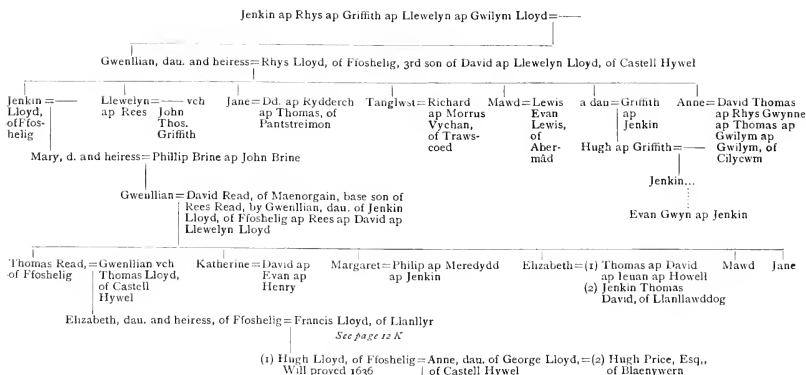 Jenkin ap Rhys ap Griffith ap Llewelyn ap Gwilym Lloyd=
Gwenllian, dau. and heiress=Rhys Lloyd, of Ffoshelig, 3rd son of David ap Llewelyn Lloyd, of Castell Hywel
Jenkin=
Lloyd,
of Ffos-
helig
Llewelyn=—— vch
ap Rees
John
Thos.
Griffith
Jane=Dd. ap Rydderch
ap Thomas, of
Pantstreimon
Tanglwst=Richard
ap Morrus
Vychan,
of Traws-
coed
Mawd=Lewis
Evan
Lewis,
of
Aber-
mâd
a dau=Griffith
ap
Jenkin
Anne=David Thomas
ap Rhys Gwynne
ap Thomas ap
Gwilym ap
Gwilym, of
Cilycwm
Mary, d. and heiress=Phillip Brine ap John Brine
Hugh ap Griffith=
Jenkin...
Evan Gwyn ap Jenkin
Gwenllian=David Read, of Maenorgain, base son of
Rees Read, by Gwenllian, dau. of Jenkin
Lloyd, of Ffoshelig ap Rees ap David ap
Llewelyn Lloyd
Thomas Read,=Gwenllian vch
of Ffoshelig
Thomas Lloyd,
of Castell
Hywel
Katherine=David ap
Evan ap
Henry
Margaret=Philip ap Meredydd
ap Jenkin
Elizabeth=(1) Thomas ap David
ap Ieuan ap Howell
(2) Jenkin Thomas
David, of Llanllawddog
Mawd
Jane
Elizabeth, dau. and heiress, of Ffoshelig=Francis Lloyd, of Llanllyr
See page 12 K
(1) Hugh Lloyd, of Ffoshelig=Anne, dau. of George Lloyd,=(2) Hugh Price, Esq.,
Will proved 1636
of Castell Hywel
of Blaenywern